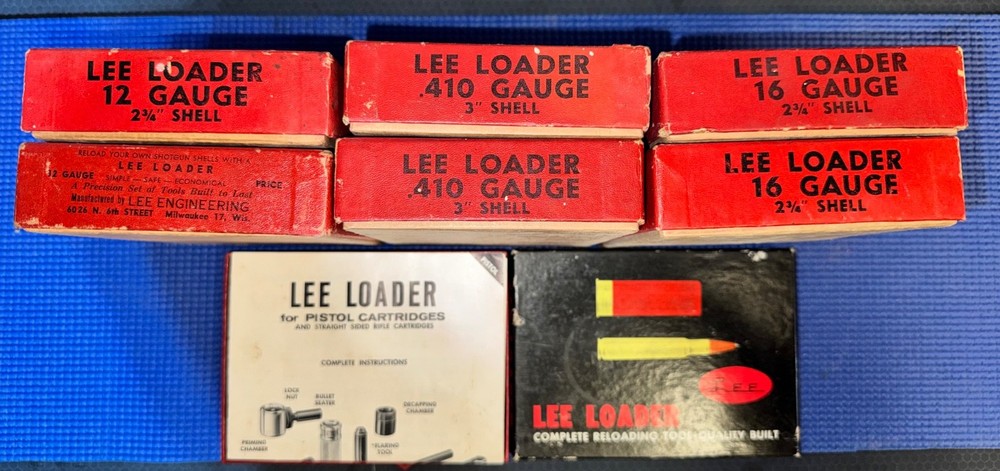 LEE LOADER
12 GAUGE
2¾" SHELL
LEE LOADER
.410 GAUGE
3" SHELL
LEE LOADER
16 GAUGE
2¾" SHELL
RELOAD YOUR OWN SHOTGUN SHELLS WITH A
LEE LOADER
12 GAUGE SIMPLE — SAFE — ECONOMICAL PRICE
A Precision Set of Tools Built to Last
Manufactured by LEE ENGINEERING
6026 N. 6th STREET Milwaukee 17, Wis.
LEE LOADER
.410 GAUGE
3" SHELL
LEE LOADER
16 GAUGE
2¾" SHELL
PISTOL
LEE LOADER
for PISTOL CARTRIDGES
AND STRAIGHT SIDED RIFLE CARTRIDGES
COMPLETE INSTRUCTIONS
LOCK
NUT
BULLET
SEATER
DECAPPING
CHAMBER
PRIMING
CHAMBER
FLARING
TOOL
LEE
LEE LOADER
COMPLETE RELOADING TOOL QUALITY BUILT